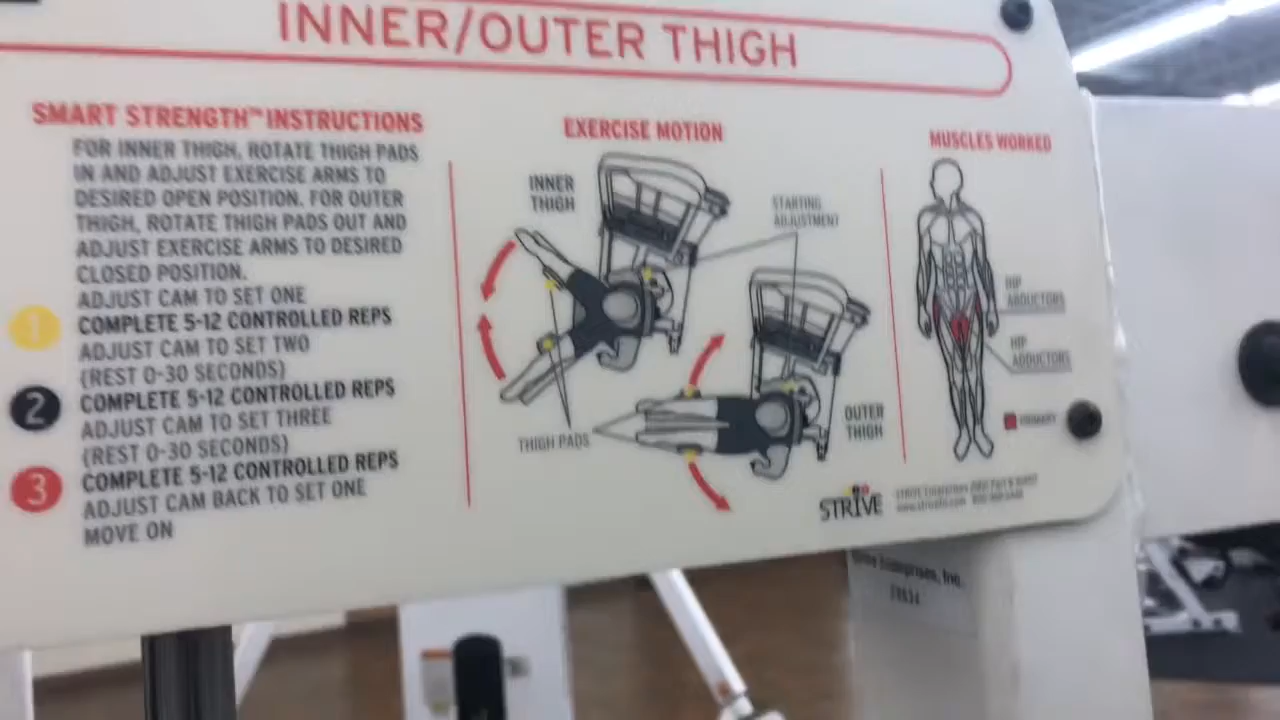 INNER/OUTER THIGH
SMART STRENGTH™ INSTRUCTIONS
FOR INNER THIGH, ROTATE THIGH PADS
IN AND ADJUST EXERCISE ARMS TO
DESIRED OPEN POSITION. FOR OUTER
THIGH, ROTATE THIGH PADS OUT AND
ADJUST EXERCISE ARMS TO DESIRED
CLOSED POSITION.
ADJUST CAM TO SET ONE
1 COMPLETE 5-12 CONTROLLED REPS
ADJUST CAM TO SET TWO
(REST 0-30 SECONDS)
2 COMPLETE 5-12 CONTROLLED REPS
ADJUST CAM TO SET THREE
(REST 0-30 SECONDS)
3 COMPLETE 5-12 CONTROLLED REPS
ADJUST CAM BACK TO SET ONE
MOVE ON
EXERCISE MOTION
INNER
THIGH
STARTING
ADJUSTMENT
THIGH PADS
OUTER
THIGH
MUSCLES WORKED
HIP
ABDUCTORS
HIP
ADDUCTORS
PRIMARY
STRIVE
STRIVE Enterprises
Enterprises, Inc.